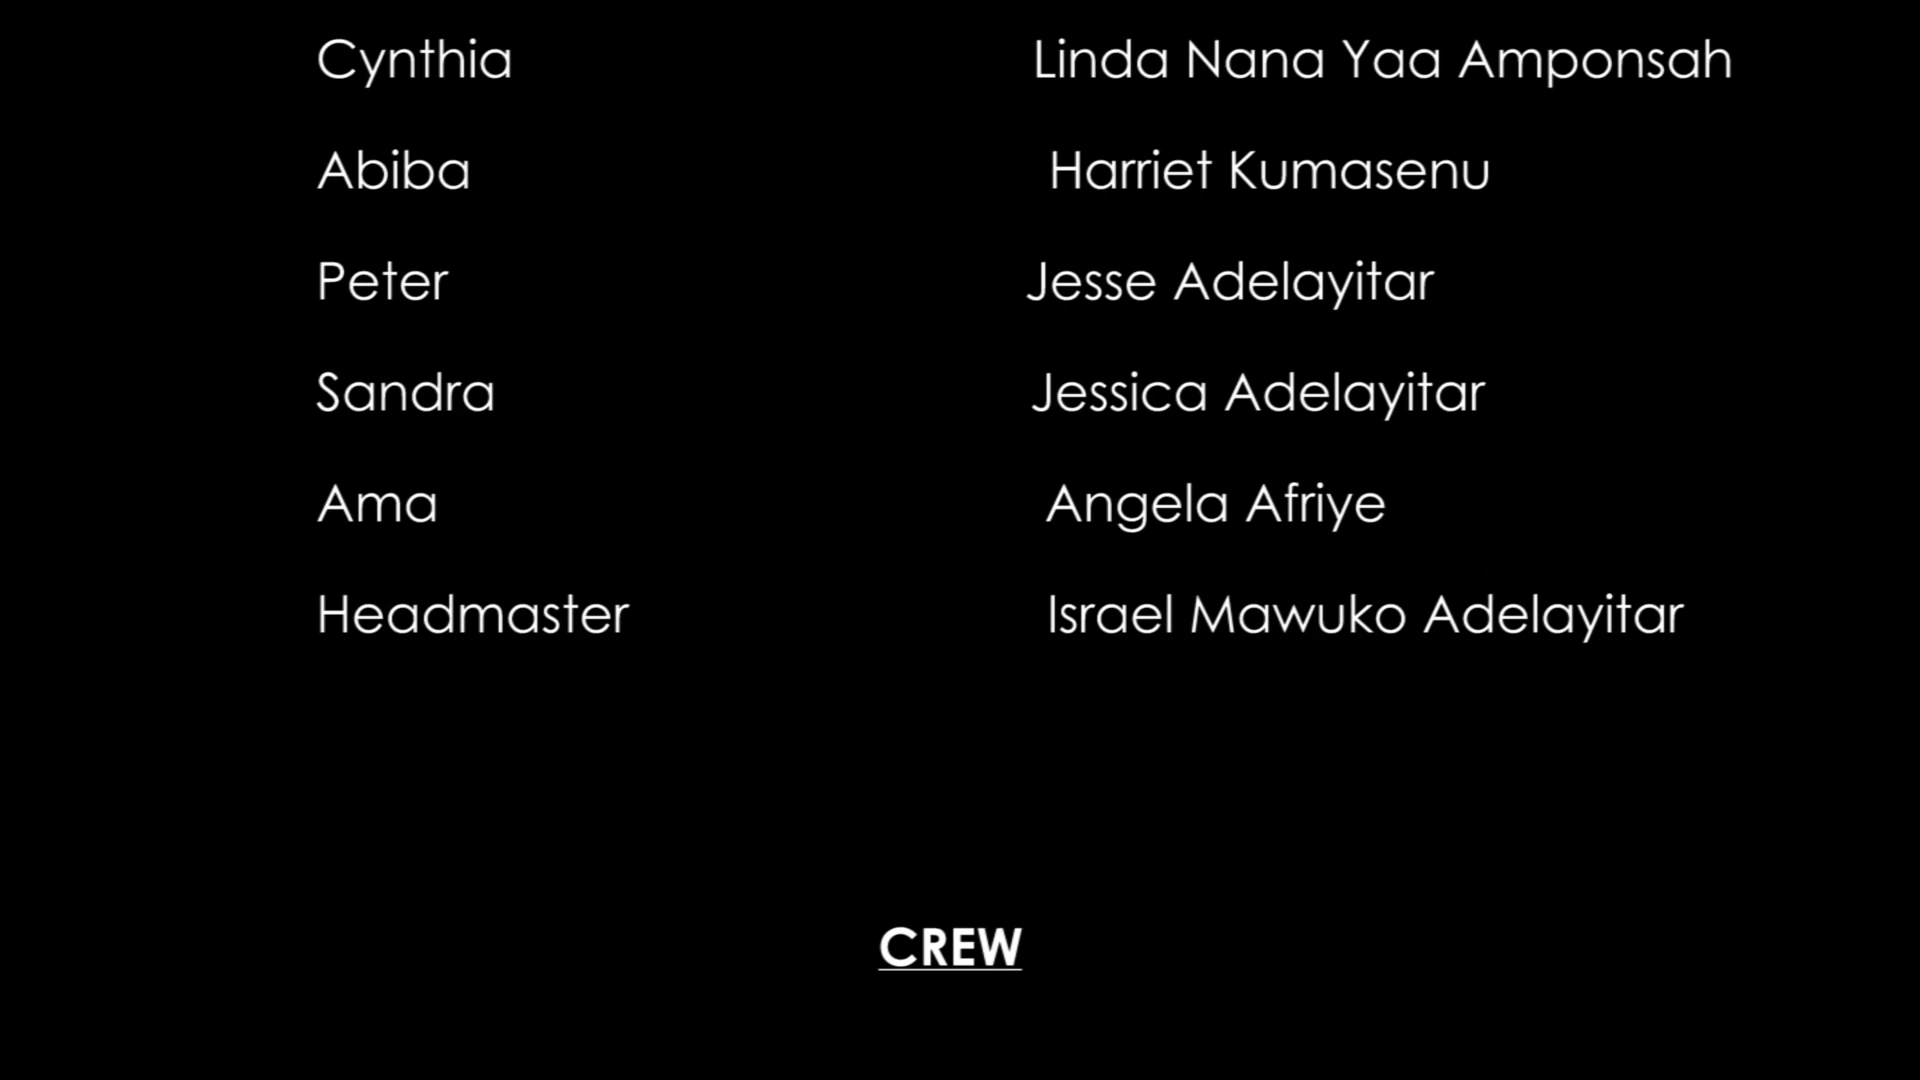 Cynthia Linda Nana Yaa Amponsah
Abiba Harriet Kumasenu
Peter Jesse Adelayitar
Sandra Jessica Adelayitar
Ama Angela Afriye
Headmaster Israel Mawuko Adelayitar
CREW